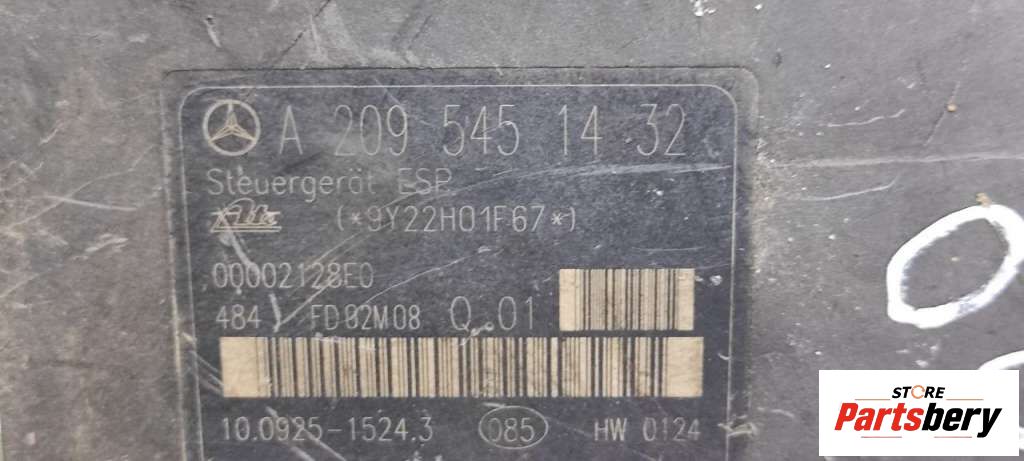 A 209 545 14 32
Steuergerät ESP
Ate (*9Y22H01F67*)
00002128E0
484 FD02M08 Q.01
10.0925-1524.3 085 HW 0124
STORE
Partsbery